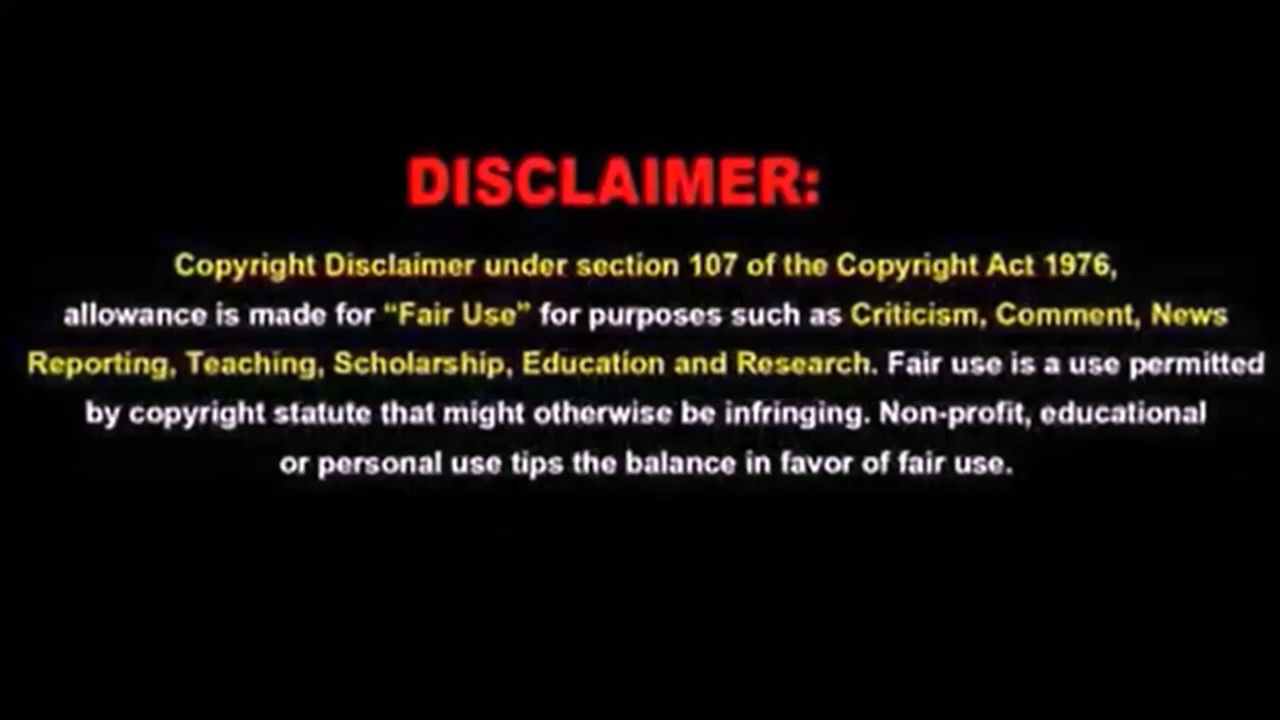 DISCLAIMER:
Copyright Disclaimer under section 107 of the Copyright Act 1976,
allowance is made for “Fair Use” for purposes such as Criticism, Comment, News
Reporting, Teaching, Scholarship, Education and Research. Fair use is a use permitted
by copyright statute that might otherwise be infringing. Non-profit, educational
or personal use tips the balance in favor of fair use.